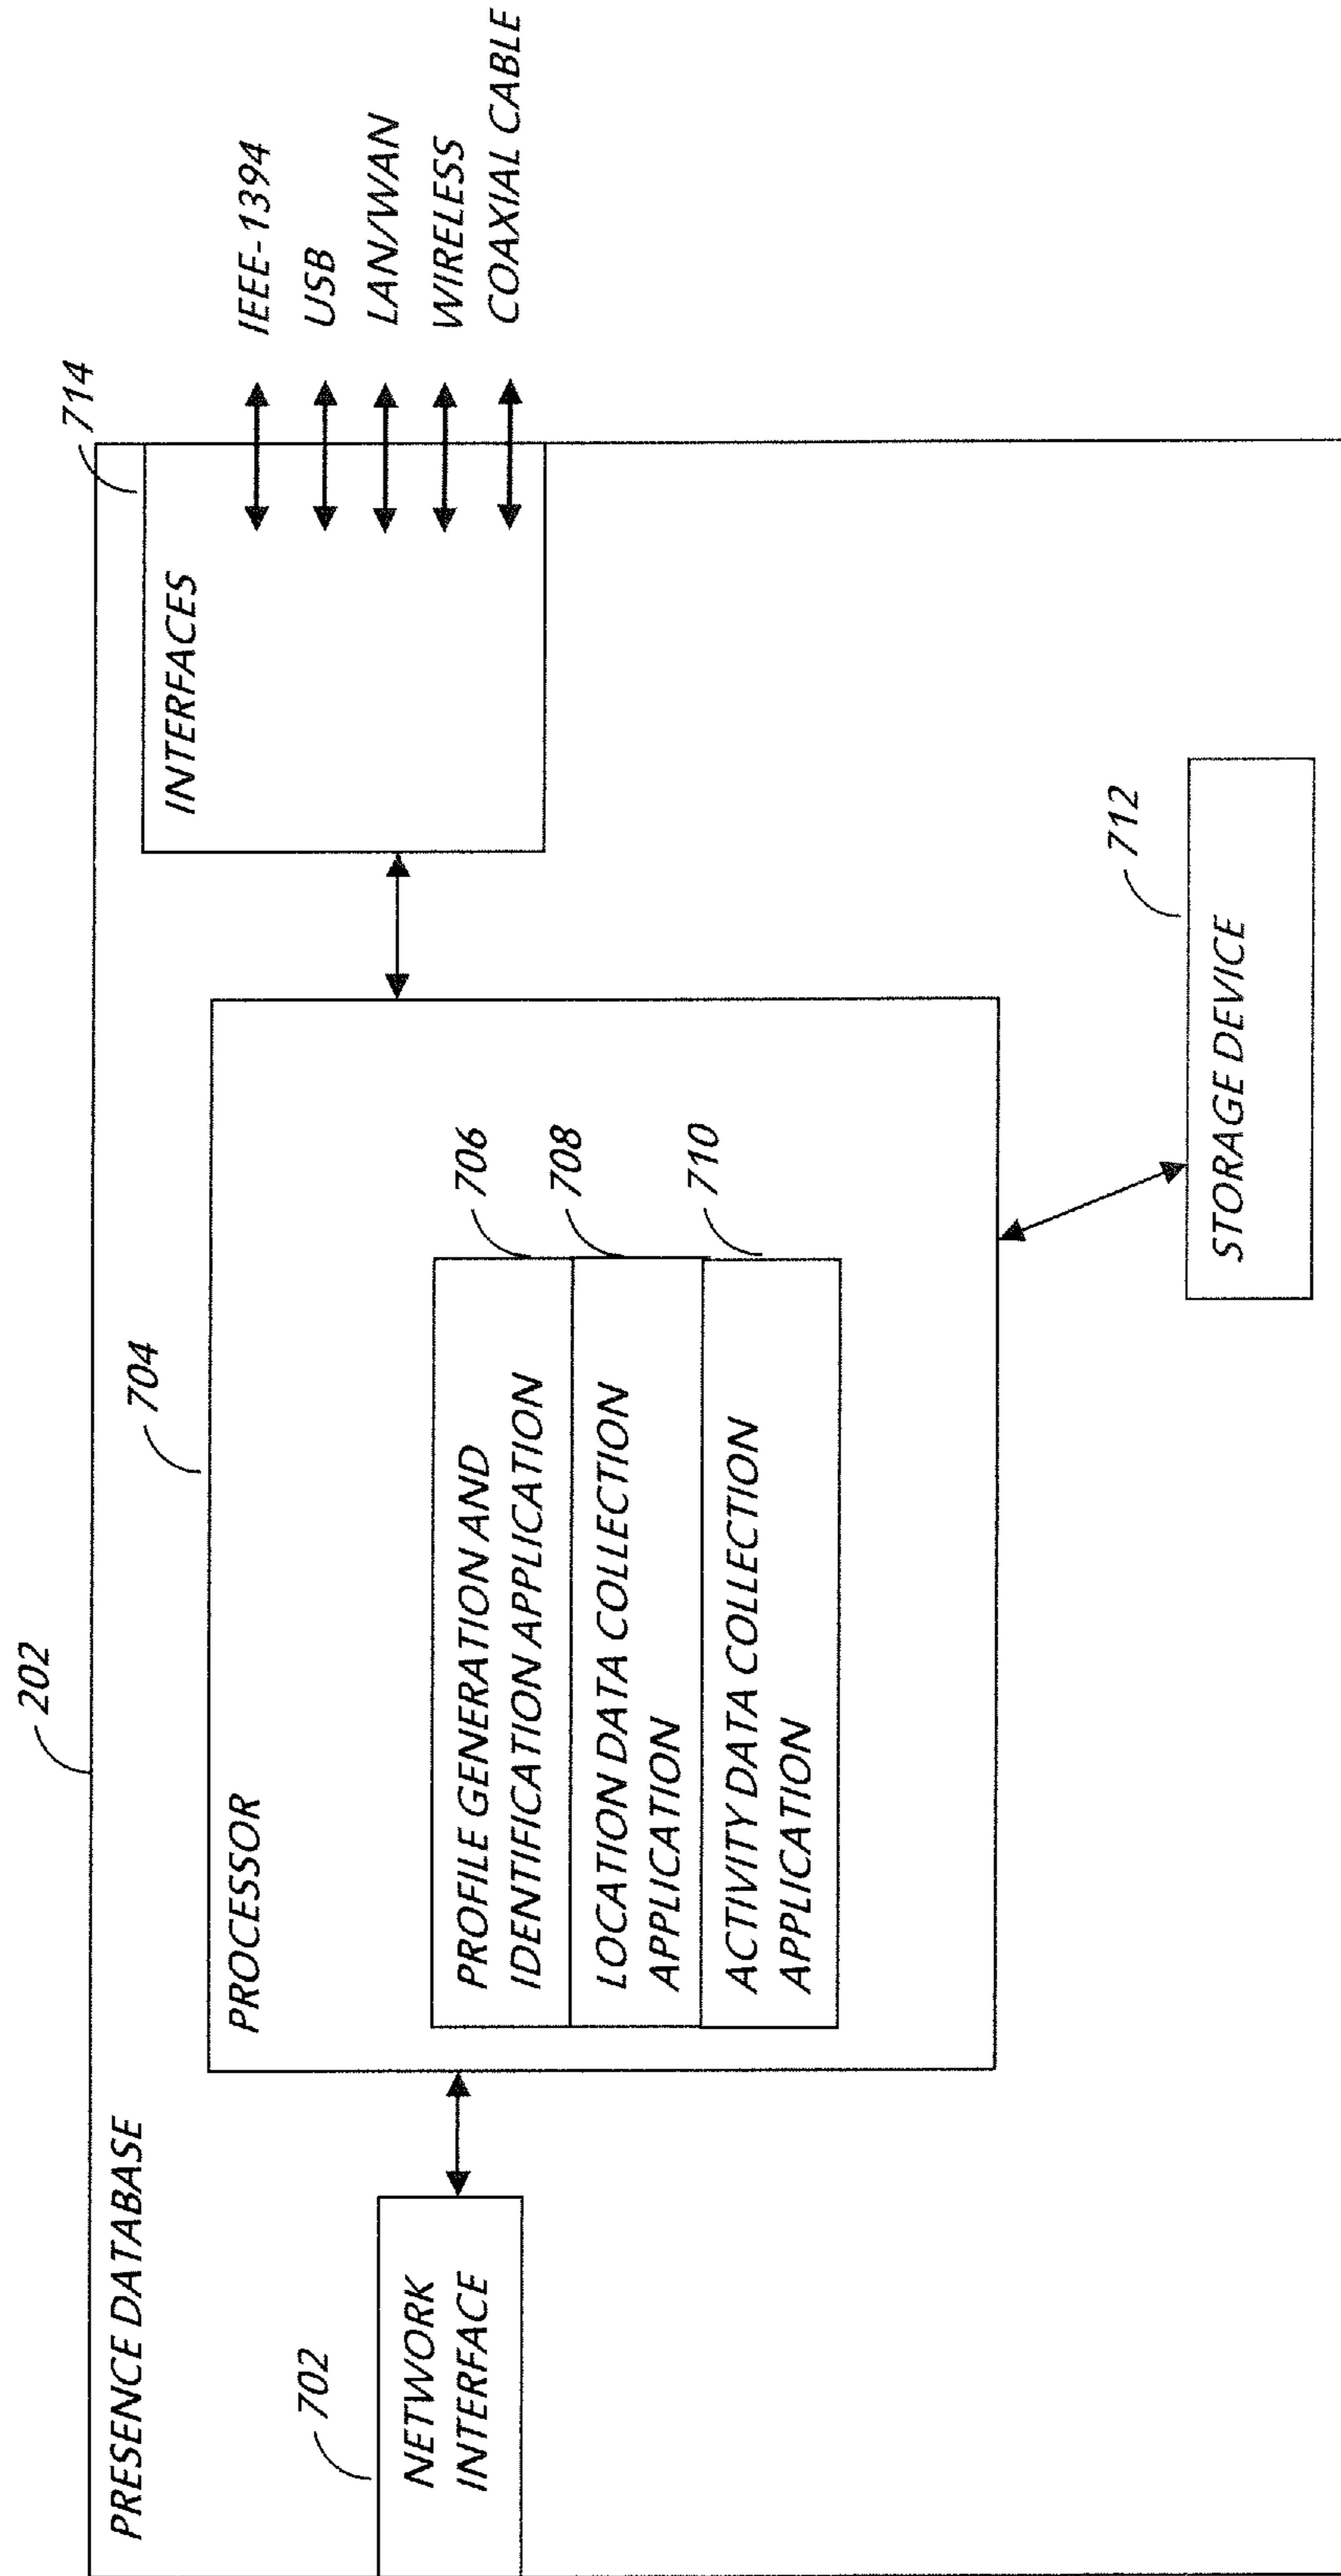 202
PRESENCE DATABASE
704
714
PROCESSOR
INTERFACES
IEEE-1394
USB
LAN/WAN
WIRELESS
COAXIAL CABLE
702
NETWORK
INTERFACE
PROFILE GENERATION AND
IDENTIFICATION APPLICATION
706
LOCATION DATA COLLECTION
APPLICATION
708
ACTIVITY DATA COLLECTION
APPLICATION
710
712
STORAGE DEVICE